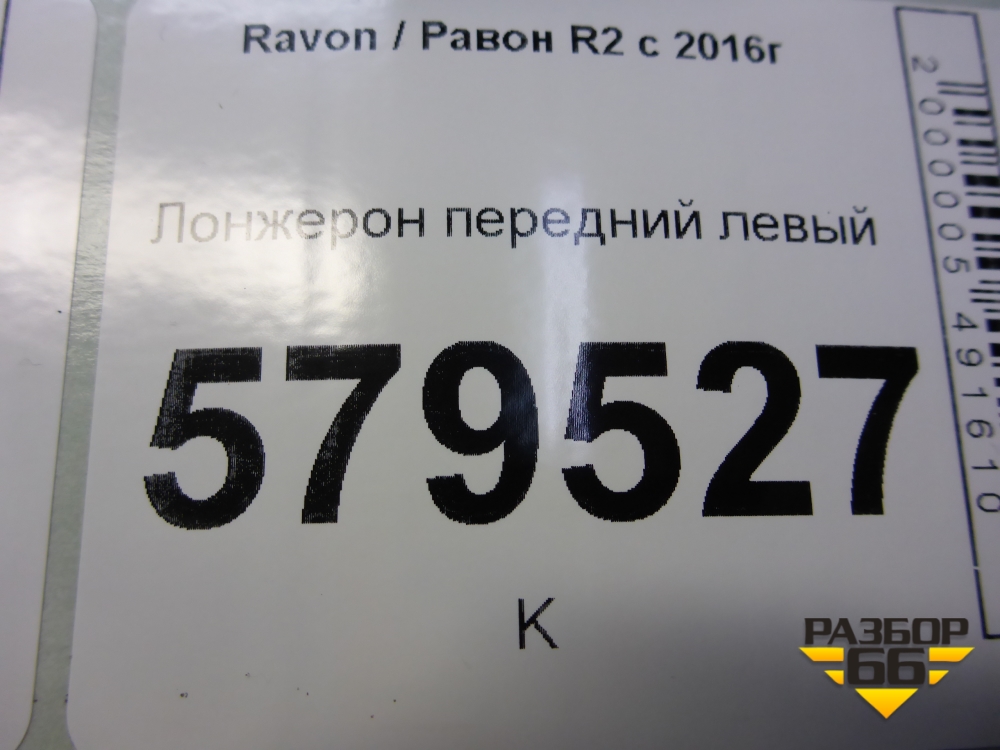 Ravon / Равон R2 с 2016г
Лонжерон передний левый
579527
К
2000005491610
РАЗБОР
66